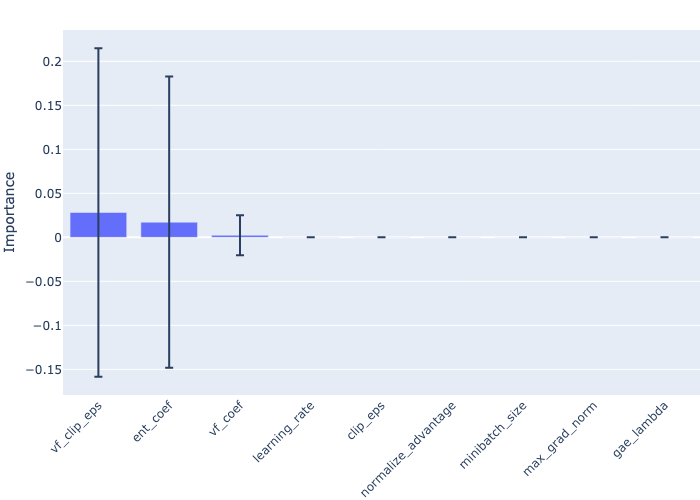 Importance
0.2
0.15
0.1
0.05
0
−0.05
−0.1
−0.15
vf_clip_eps
ent_coef
vf_coef
learning_rate
clip_eps
normalize_advantage
minibatch_size
max_grad_norm
gae_lambda